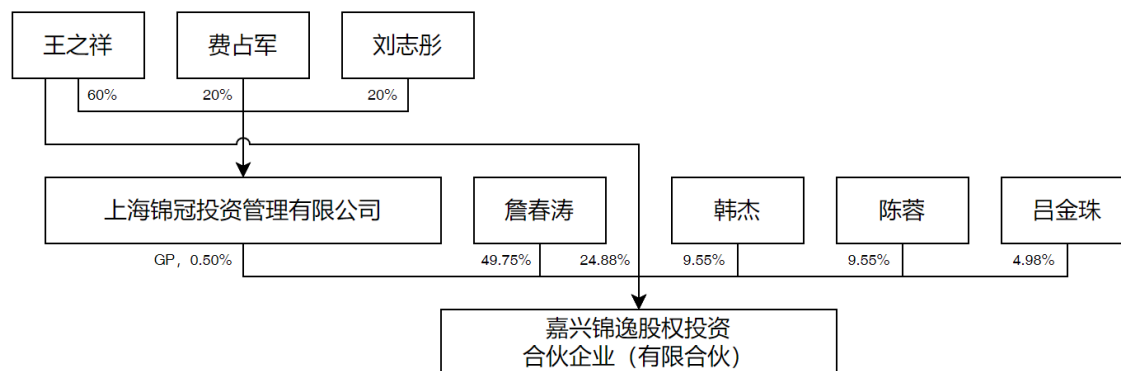 王之祥
费占军
刘志彤
60%
20%
20%
上海锦冠投资管理有限公司
詹春涛
韩杰
陈蓉
吕金珠
GP，0.50%
49.75%
24.88%
9.55%
9.55%
4.98%
嘉兴锦逸股权投资
合伙企业（有限合伙）